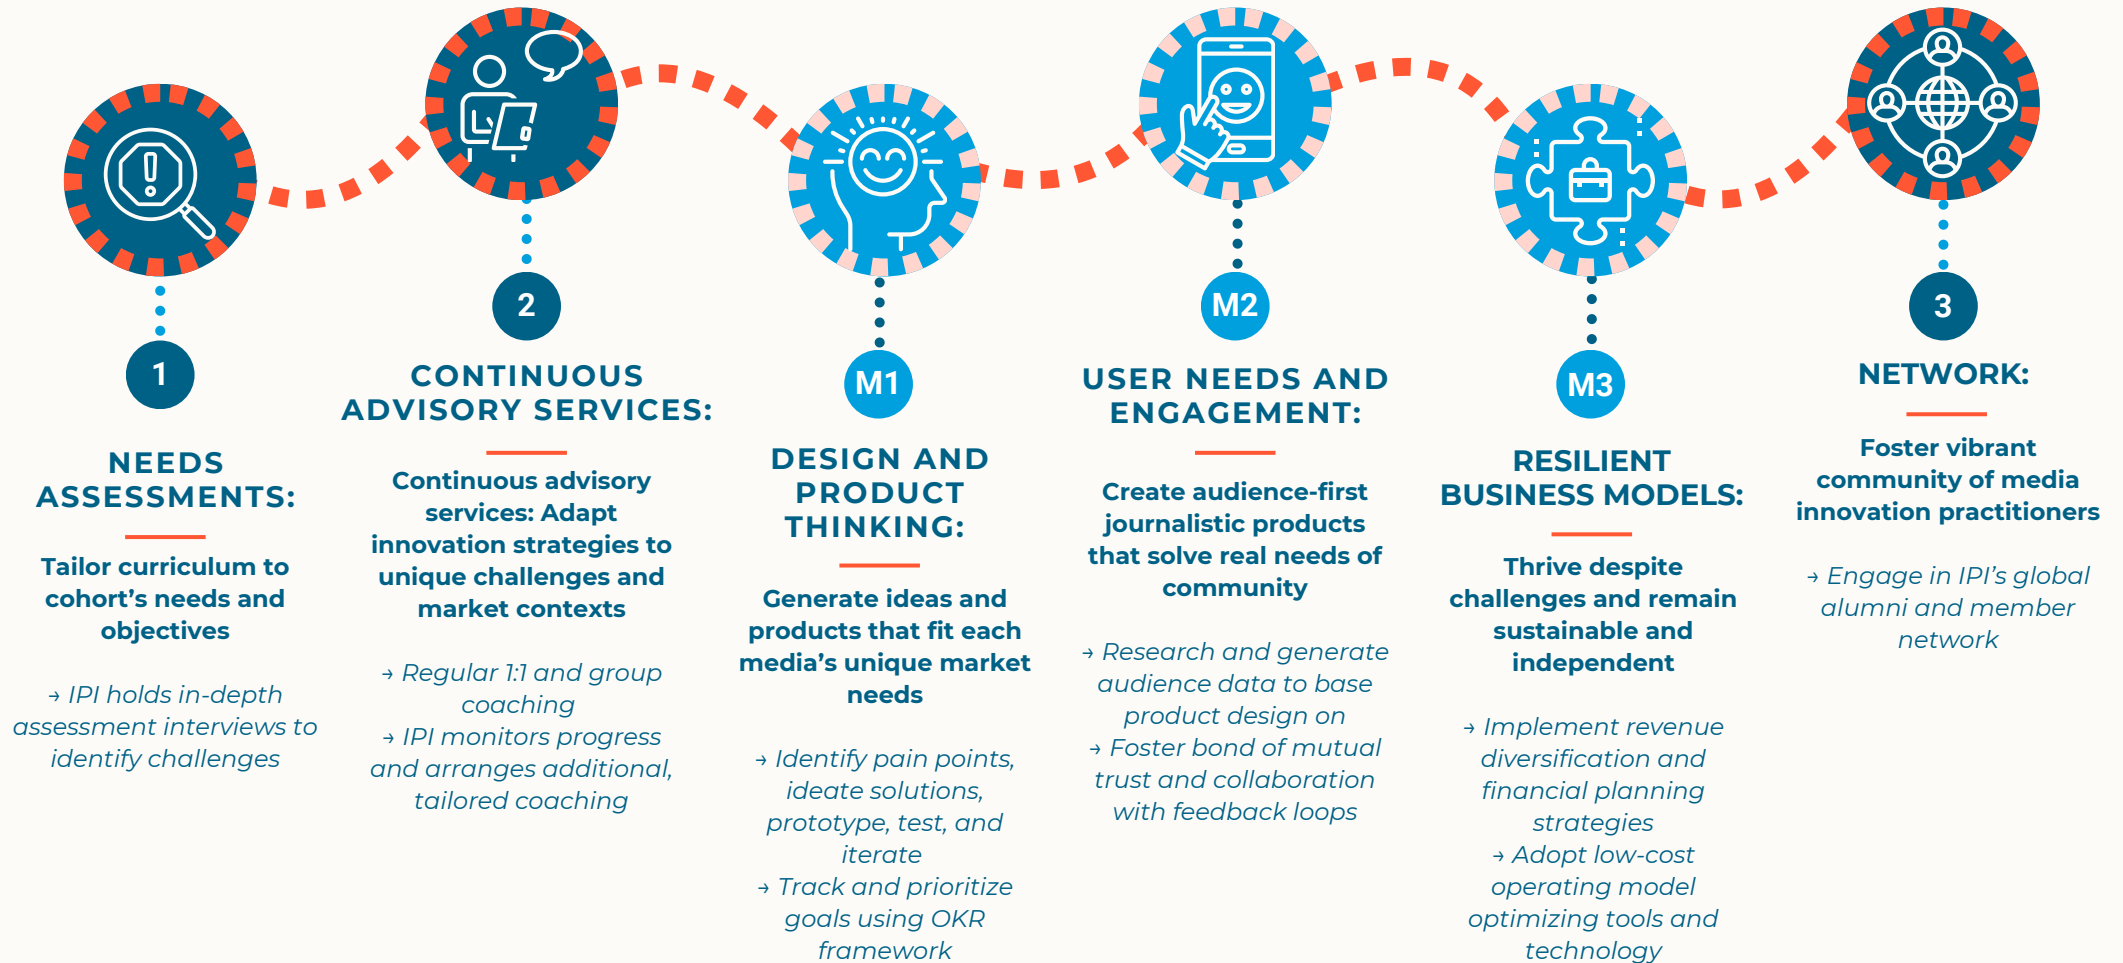 1
NEEDS
ASSESSMENTS:
Tailor curriculum to
cohort’s needs and
objectives
→ IPI holds in-depth
assessment interviews to
identify challenges
2
CONTINUOUS
ADVISORY SERVICES:
Continuous advisory
services: Adapt
innovation strategies to
unique challenges and
market contexts
→ Regular 1:1 and group
coaching
→ IPI monitors progress
and arranges additional,
tailored coaching
M1
DESIGN AND
PRODUCT
THINKING:
Generate ideas and
products that fit each
media’s unique market
needs
→ Identify pain points,
ideate solutions,
prototype, test, and
iterate
→ Track and prioritize
goals using OKR
framework
M2
USER NEEDS AND
ENGAGEMENT:
Create audience-first
journalistic products
that solve real needs of
community
→ Research and generate
audience data to base
product design on
→ Foster bond of mutual
trust and collaboration
with feedback loops
M3
RESILIENT
BUSINESS MODELS:
Thrive despite
challenges and remain
sustainable and
independent
→ Implement revenue
diversification and
financial planning
strategies
→ Adopt low-cost
operating model
optimizing tools and
technology
3
NETWORK:
Foster vibrant
community of media
innovation practitioners
→ Engage in IPI’s global
alumni and member
network